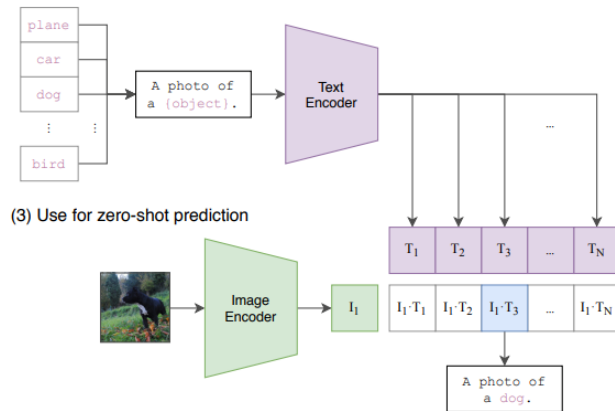 plane
car
dog
⋮ ⋮
bird
A photo of
a {object}.
Text
Encoder
...
(3) Use for zero-shot prediction
T1 T2 T3 ... TN
Image
Encoder
I1
I1·T1 I1·T2 I1·T3 ... I1·TN
A photo of
a dog.